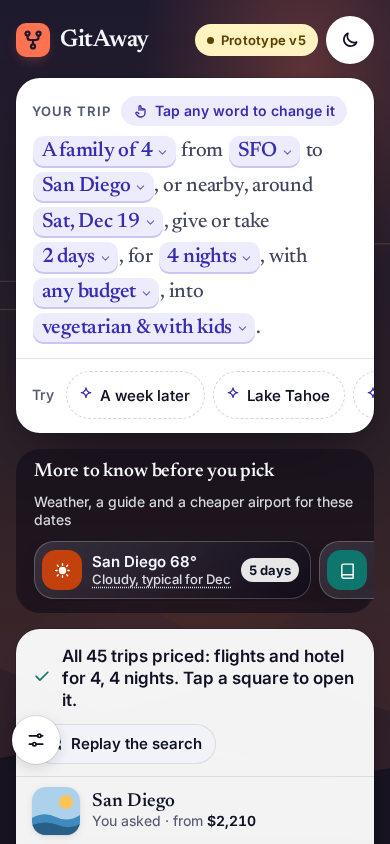 GitAway
Prototype v5
YOUR TRIP
Tap any word to change it
A family of 4 from SFO to
San Diego, or nearby, around
Sat, Dec 19, give or take
2 days, for 4 nights, with
any budget, into
vegetarian & with kids.
Try
A week later
Lake Tahoe
More to know before you pick
Weather, a guide and a cheaper airport for these
dates
San Diego 68°
Cloudy, typical for Dec
5 days
All 45 trips priced: flights and hotel
for 4, 4 nights. Tap a square to open
it.
Replay the search
San Diego
You asked · from $2,210